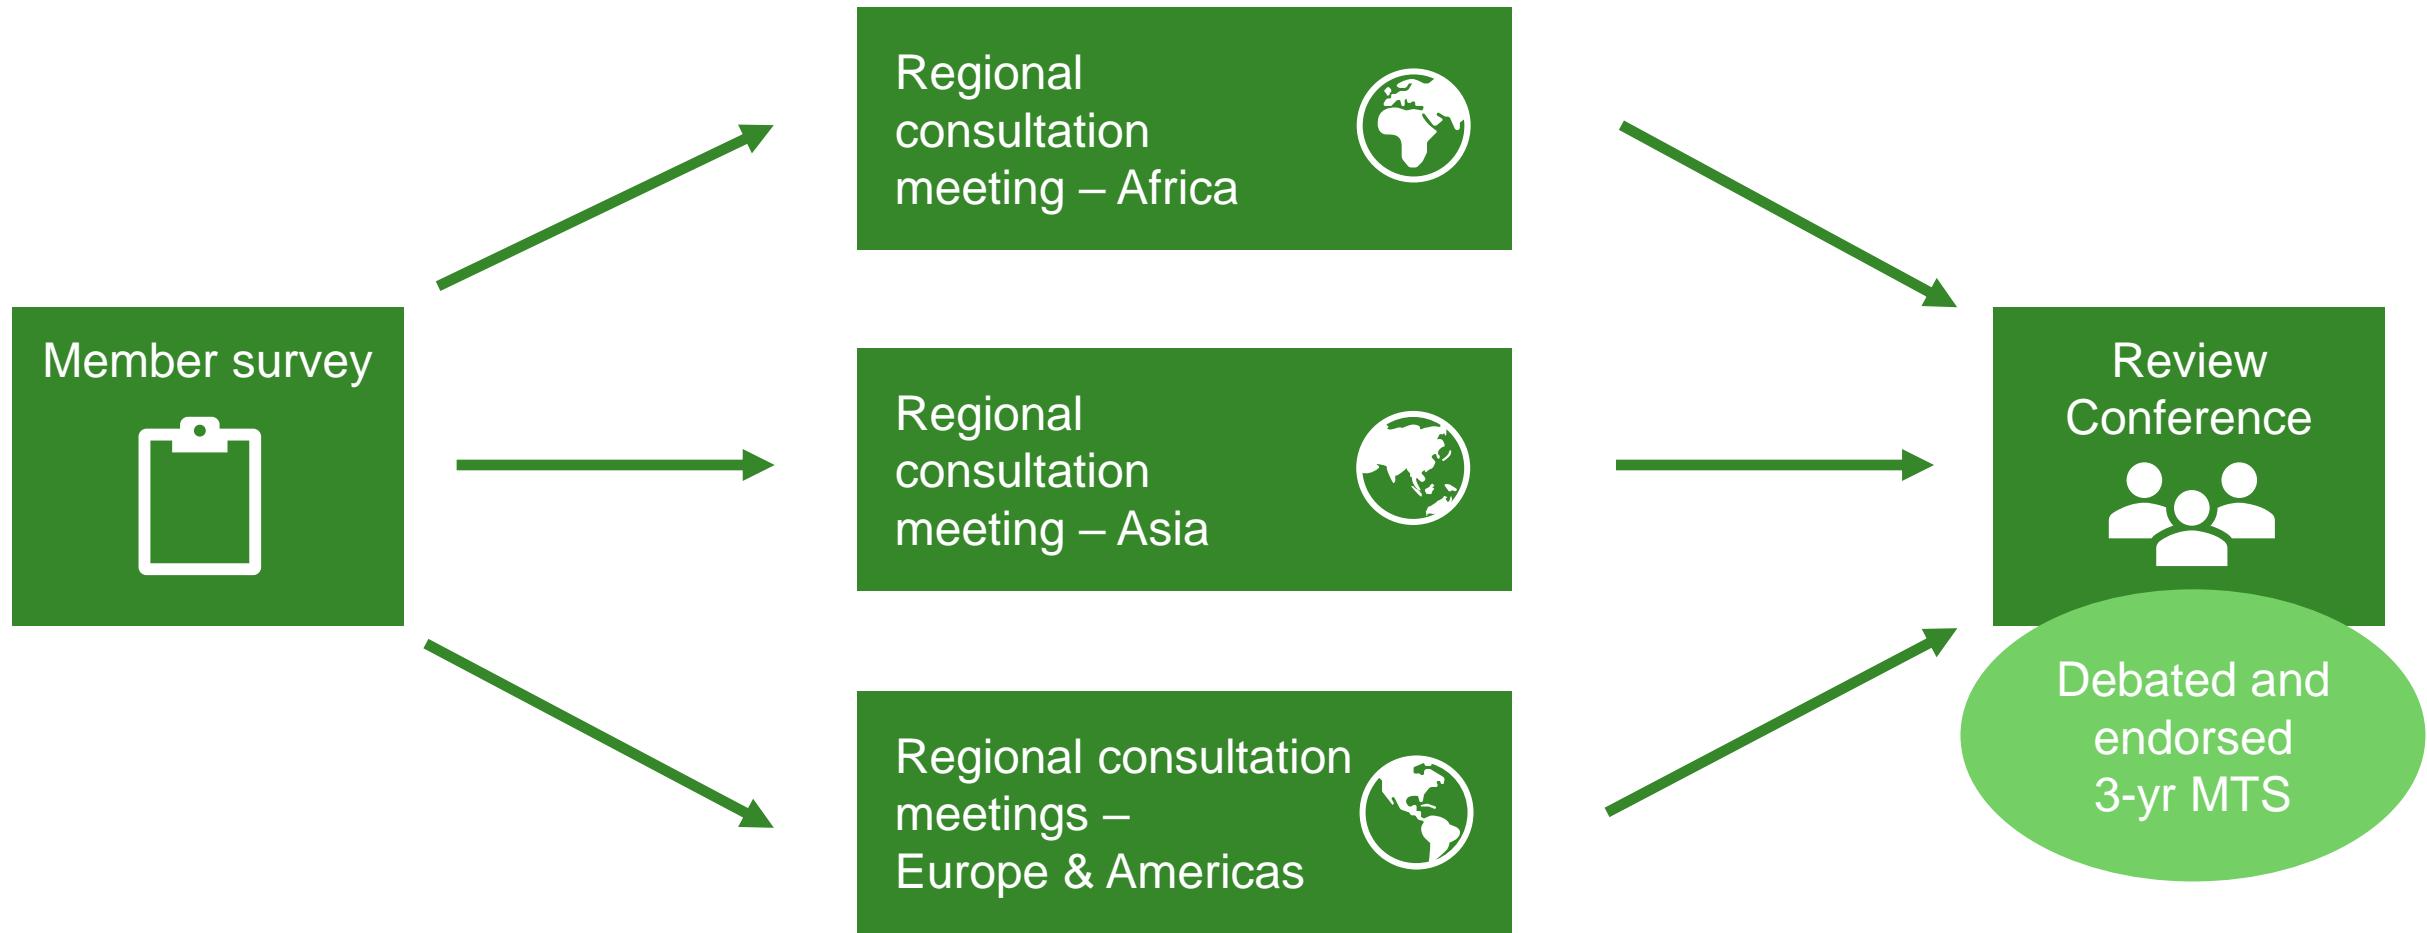 Member survey
Regional
consultation
meeting – Africa
Regional
consultation
meeting – Asia
Regional consultation
meetings –
Europe & Americas
Review
Conference
Debated and
endorsed
3-yr MTS